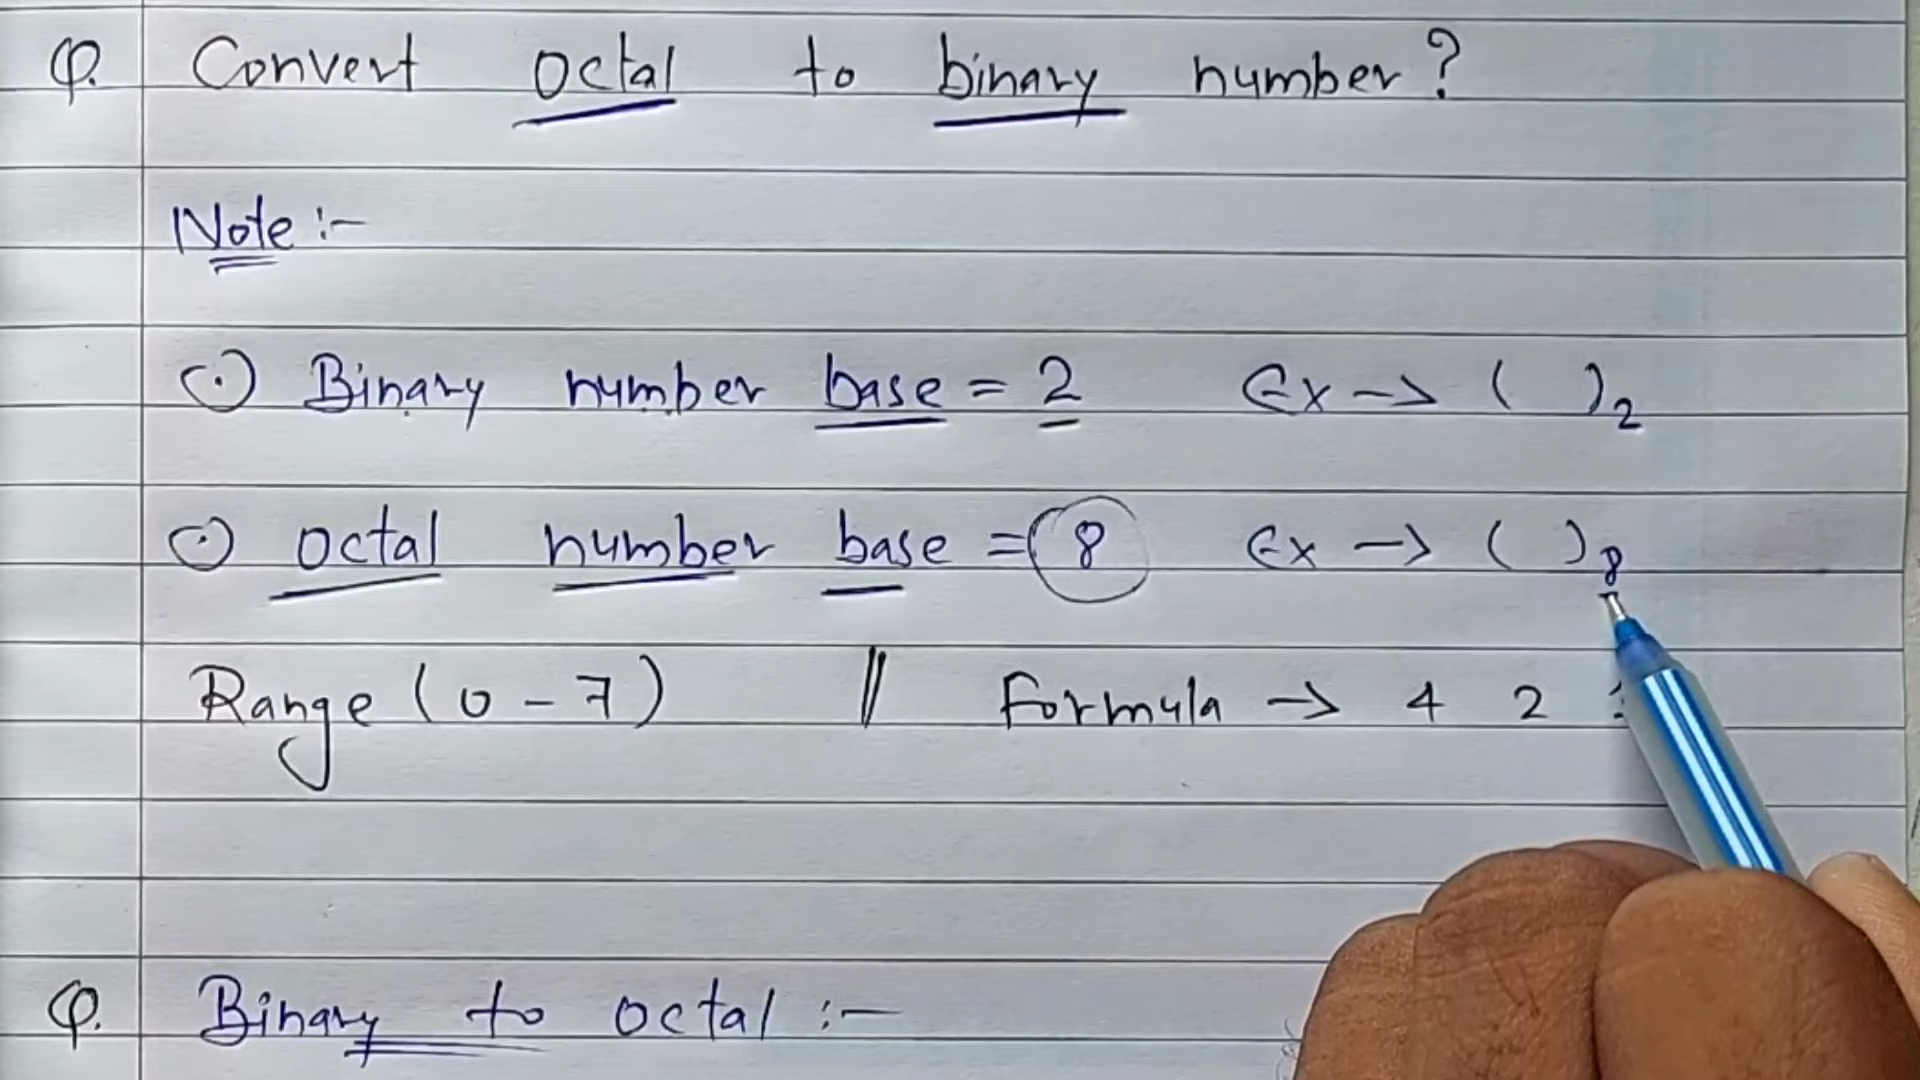 Q. Convert Octal to binary number?
Note :-
⊙ Binary number base = 2 Ex → ( )₂
⊙ Octal number base = 8 Ex → ( )₈
Range (0 - 7) || Formula → 4 2
Q. Binary to octal :-